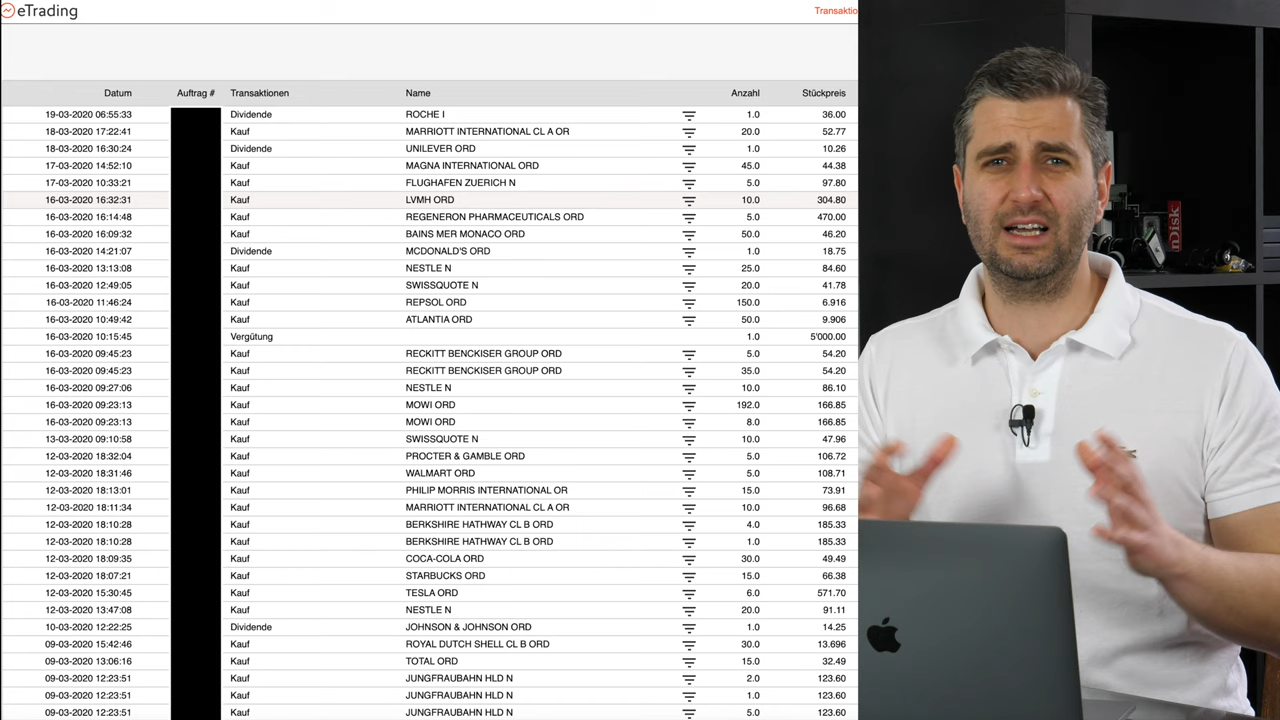 eTrading
Transaktio
Datum Auftrag # Transaktionen Name Anzahl Stückpreis
19-03-2020 06:55:33 Dividende ROCHE I 1.0 36.00
18-03-2020 17:22:41 Kauf MARRIOTT INTERNATIONAL CL A OR 20.0 52.77
18-03-2020 16:30:24 Dividende UNILEVER ORD 1.0 10.26
17-03-2020 14:52:10 Kauf MAGNA INTERNATIONAL ORD 45.0 44.38
17-03-2020 10:33:21 Kauf FLUGHAFEN ZUERICH N 5.0 97.80
16-03-2020 16:32:31 Kauf LVMH ORD 10.0 304.80
16-03-2020 16:14:48 Kauf REGENERON PHARMACEUTICALS ORD 5.0 470.00
16-03-2020 16:09:32 Kauf BAINS MER MONACO ORD 50.0 46.20
16-03-2020 14:21:07 Dividende MCDONALD'S ORD 1.0 18.75
16-03-2020 13:13:08 Kauf NESTLE N 25.0 84.60
16-03-2020 12:49:05 Kauf SWISSQUOTE N 20.0 41.78
16-03-2020 11:46:24 Kauf REPSOL ORD 150.0 6.916
16-03-2020 10:49:42 Kauf ATLANTIA ORD 50.0 9.906
16-03-2020 10:15:45 Vergütung 1.0 5'000.00
16-03-2020 09:45:23 Kauf RECKITT BENCKISER GROUP ORD 5.0 54.20
16-03-2020 09:45:23 Kauf RECKITT BENCKISER GROUP ORD 35.0 54.20
16-03-2020 09:27:06 Kauf NESTLE N 10.0 86.10
16-03-2020 09:23:13 Kauf MOWI ORD 192.0 166.85
16-03-2020 09:23:13 Kauf MOWI ORD 8.0 166.85
13-03-2020 09:10:58 Kauf SWISSQUOTE N 10.0 47.96
12-03-2020 18:32:04 Kauf PROCTER & GAMBLE ORD 5.0 106.72
12-03-2020 18:31:46 Kauf WALMART ORD 5.0 108.71
12-03-2020 18:13:01 Kauf PHILIP MORRIS INTERNATIONAL OR 15.0 73.91
12-03-2020 18:11:34 Kauf MARRIOTT INTERNATIONAL CL A OR 10.0 96.68
12-03-2020 18:10:28 Kauf BERKSHIRE HATHWAY CL B ORD 4.0 185.33
12-03-2020 18:10:28 Kauf BERKSHIRE HATHWAY CL B ORD 1.0 185.33
12-03-2020 18:09:35 Kauf COCA-COLA ORD 30.0 49.49
12-03-2020 18:07:21 Kauf STARBUCKS ORD 15.0 66.38
12-03-2020 15:30:45 Kauf TESLA ORD 6.0 571.70
12-03-2020 13:47:08 Kauf NESTLE N 20.0 91.11
10-03-2020 12:22:25 Dividende JOHNSON & JOHNSON ORD 1.0 14.25
09-03-2020 15:42:46 Kauf ROYAL DUTCH SHELL CL B ORD 30.0 13.696
09-03-2020 13:06:16 Kauf TOTAL ORD 15.0 32.49
09-03-2020 12:23:51 Kauf JUNGFRAUBAHN HLD N 2.0 123.60
09-03-2020 12:23:51 Kauf JUNGFRAUBAHN HLD N 1.0 123.60
09-03-2020 12:23:51 Kauf JUNGFRAUBAHN HLD N 5.0 123.60